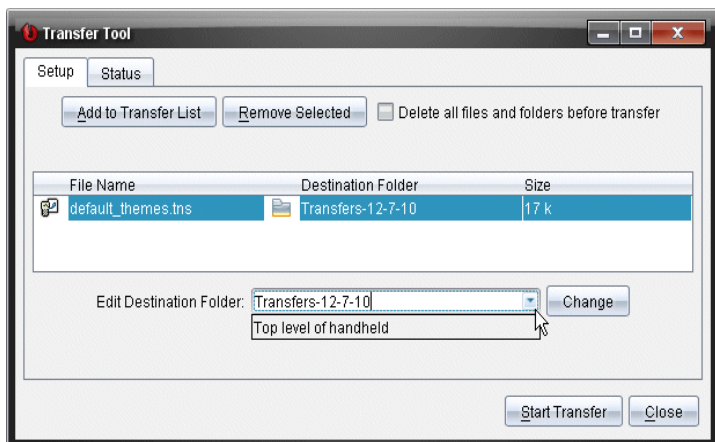 Transfer Tool
Setup Status
Add to Transfer List Remove Selected Delete all files and folders before transfer
File Name Destination Folder Size
default_themes.tns Transfers-12-7-10 17 k
Edit Destination Folder: Transfers-12-7-10 Change
Top level of handheld
Start Transfer Close